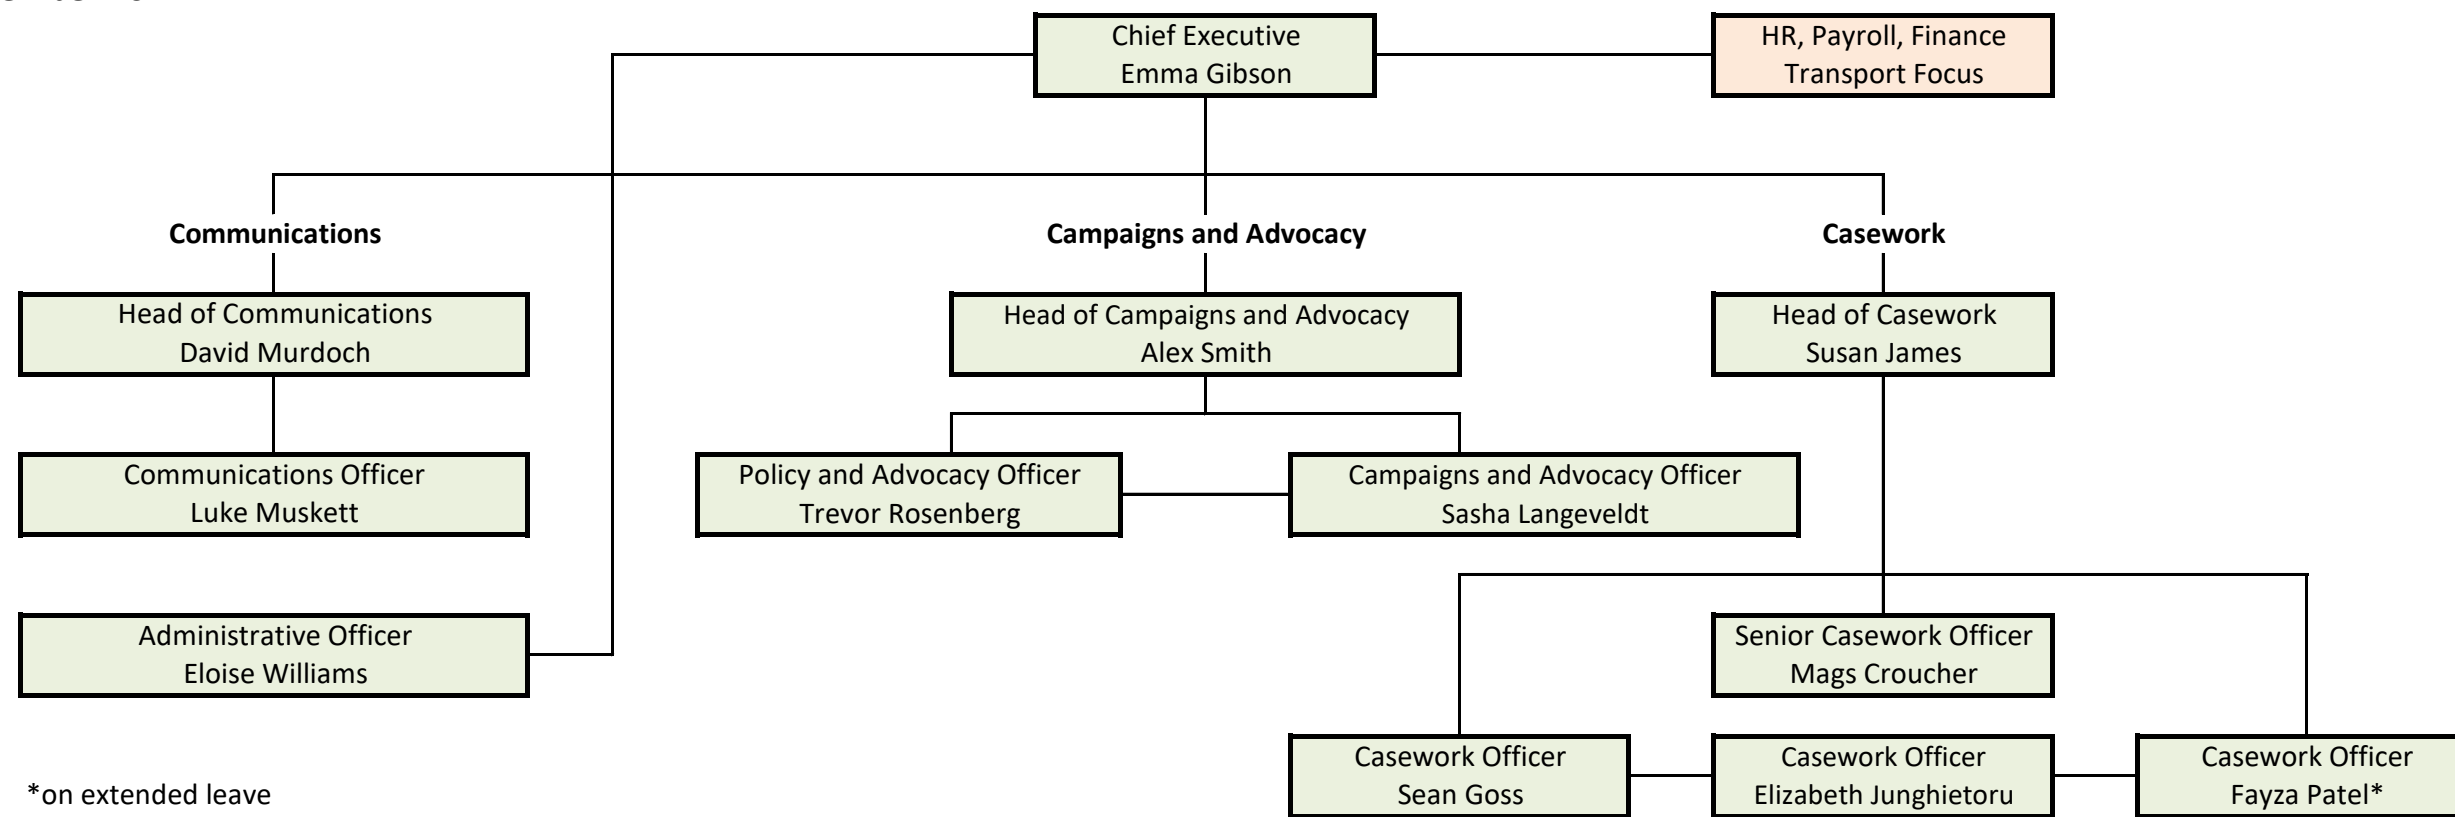 Chief Executive
Emma Gibson
HR, Payroll, Finance
Transport Focus
Communications
Campaigns and Advocacy
Casework
Head of Communications
David Murdoch
Head of Campaigns and Advocacy
Alex Smith
Head of Casework
Susan James
Communications Officer
Luke Muskett
Policy and Advocacy Officer
Trevor Rosenberg
Campaigns and Advocacy Officer
Sasha Langeveldt
Administrative Officer
Eloise Williams
Senior Casework Officer
Mags Croucher
Casework Officer
Sean Goss
Casework Officer
Elizabeth Junghietoru
Casework Officer
Fayza Patel*
*on extended leave